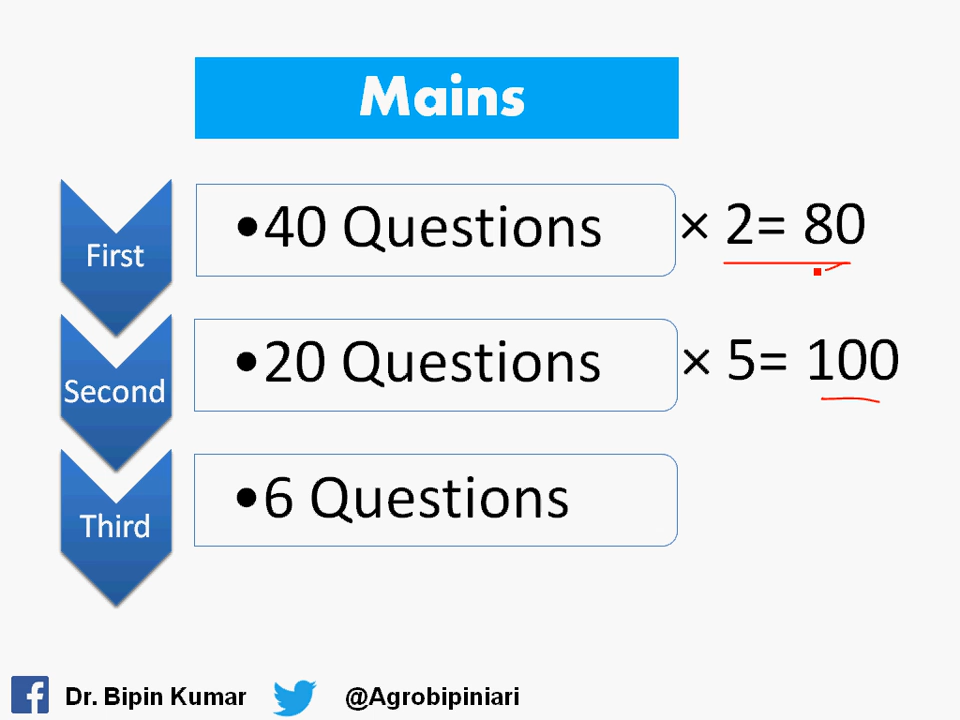 Mains
First
•40 Questions × 2= 80
Second
•20 Questions × 5= 100
Third
•6 Questions
Dr. Bipin Kumar @Agrobipiniari